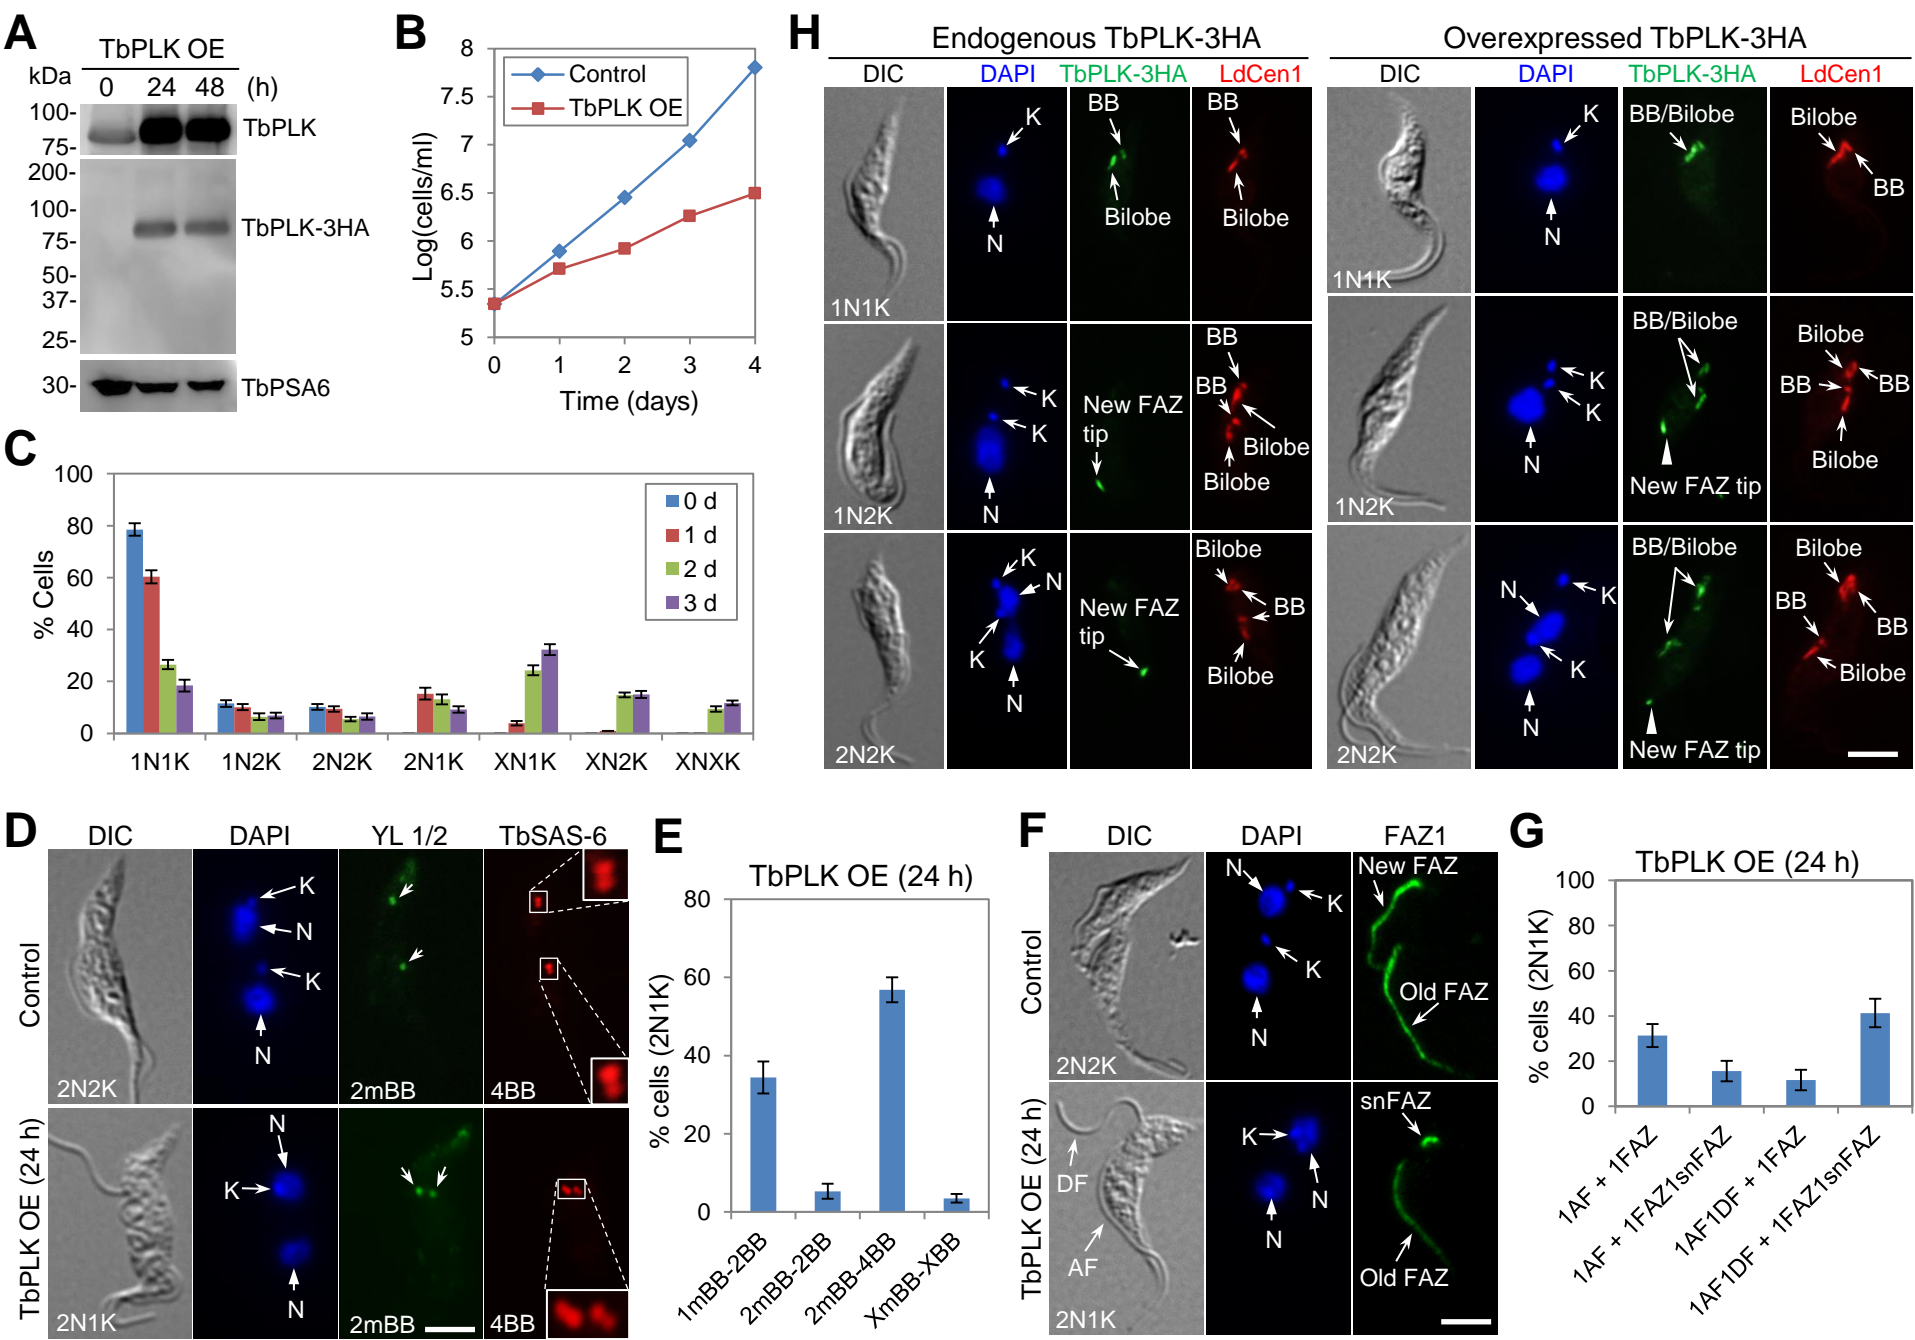 A
TbPLK OE
kDa
0 24 48 (h)
100-
75-
TbPLK
200-
100-
75-
50-
37-
25-
TbPLK-3HA
30-
TbPSA6
B
Log(cells/ml)
8
7.5
7
6.5
6
5.5
5
Control
TbPLK OE
0 1 2 3 4
Time (days)
C
% Cells
100
80
60
40
20
0
0 d
1 d
2 d
3 d
1N1K 1N2K 2N2K 2N1K XN1K XN2K XNXK
D
DIC DAPI YL 1/2 TbSAS-6
Control
K
N
K
N
2N2K
2mBB
4BB
TbPLK OE (24 h)
N
K
N
2N1K
2mBB
4BB
E
TbPLK OE (24 h)
% cells (2N1K)
80
60
40
20
0
1mBB-2BB
2mBB-2BB
2mBB-4BB
XmBB-XBB
F
DIC DAPI FAZ1
Control
N
K
K
N
New FAZ
Old FAZ
2N2K
TbPLK OE (24 h)
DF
AF
K
N
N
snFAZ
Old FAZ
2N1K
G
TbPLK OE (24 h)
% cells (2N1K)
100
80
60
40
20
0
1AF + 1FAZ
1AF + 1FAZ1snFAZ
1AF1DF + 1FAZ
1AF1DF + 1FAZ1snFAZ
H
Endogenous TbPLK-3HA
DIC DAPI TbPLK-3HA LdCen1
K
N
BB
Bilobe
BB
Bilobe
1N1K
K
K
N
New FAZ
tip
BB
BB
Bilobe
Bilobe
1N2K
K
N
K
N
New FAZ
tip
Bilobe
BB
Bilobe
2N2K
Overexpressed TbPLK-3HA
DIC DAPI TbPLK-3HA LdCen1
K
N
BB/Bilobe
Bilobe
BB
1N1K
K
K
N
BB/Bilobe
New FAZ tip
Bilobe
BB
BB
Bilobe
1N2K
K
N
K
N
BB/Bilobe
New FAZ tip
Bilobe
BB
BB
Bilobe
2N2K